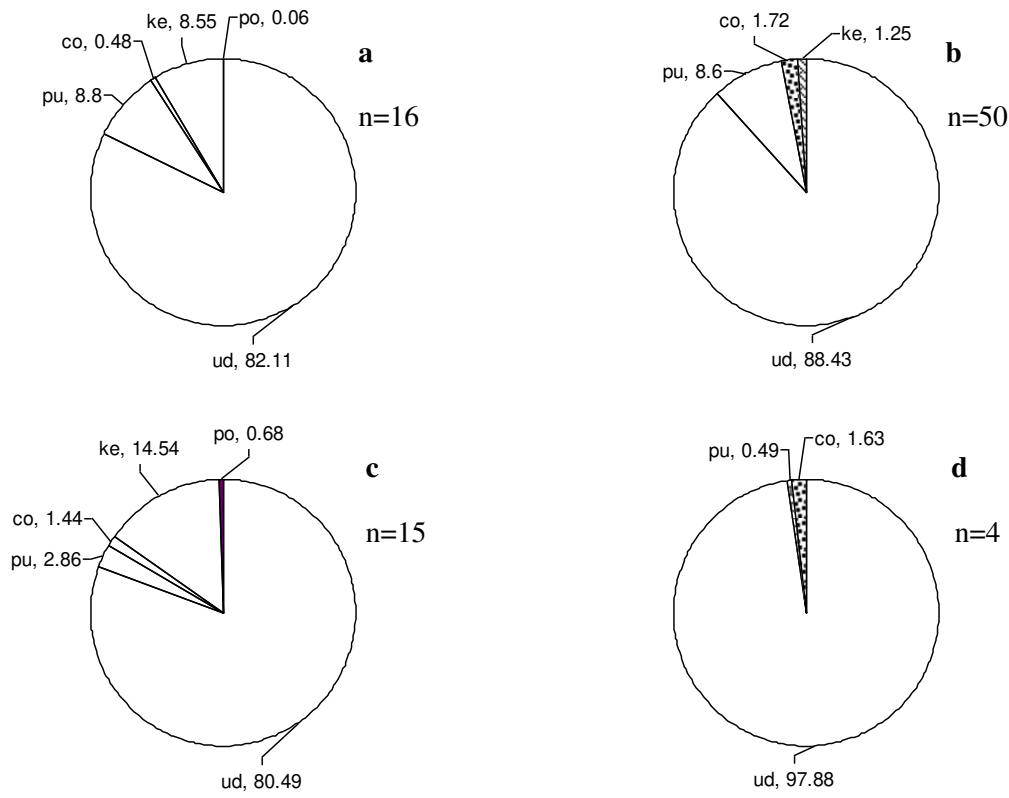 ke, 8.55
po, 0.06
co, 0.48
pu, 8.8
a
n=16
ud, 82.11
co, 1.72
ke, 1.25
pu, 8.6
b
n=50
ud, 88.43
po, 0.68
ke, 14.54
co, 1.44
pu, 2.86
c
n=15
ud, 80.49
pu, 0.49
co, 1.63
d
n=4
ud, 97.88